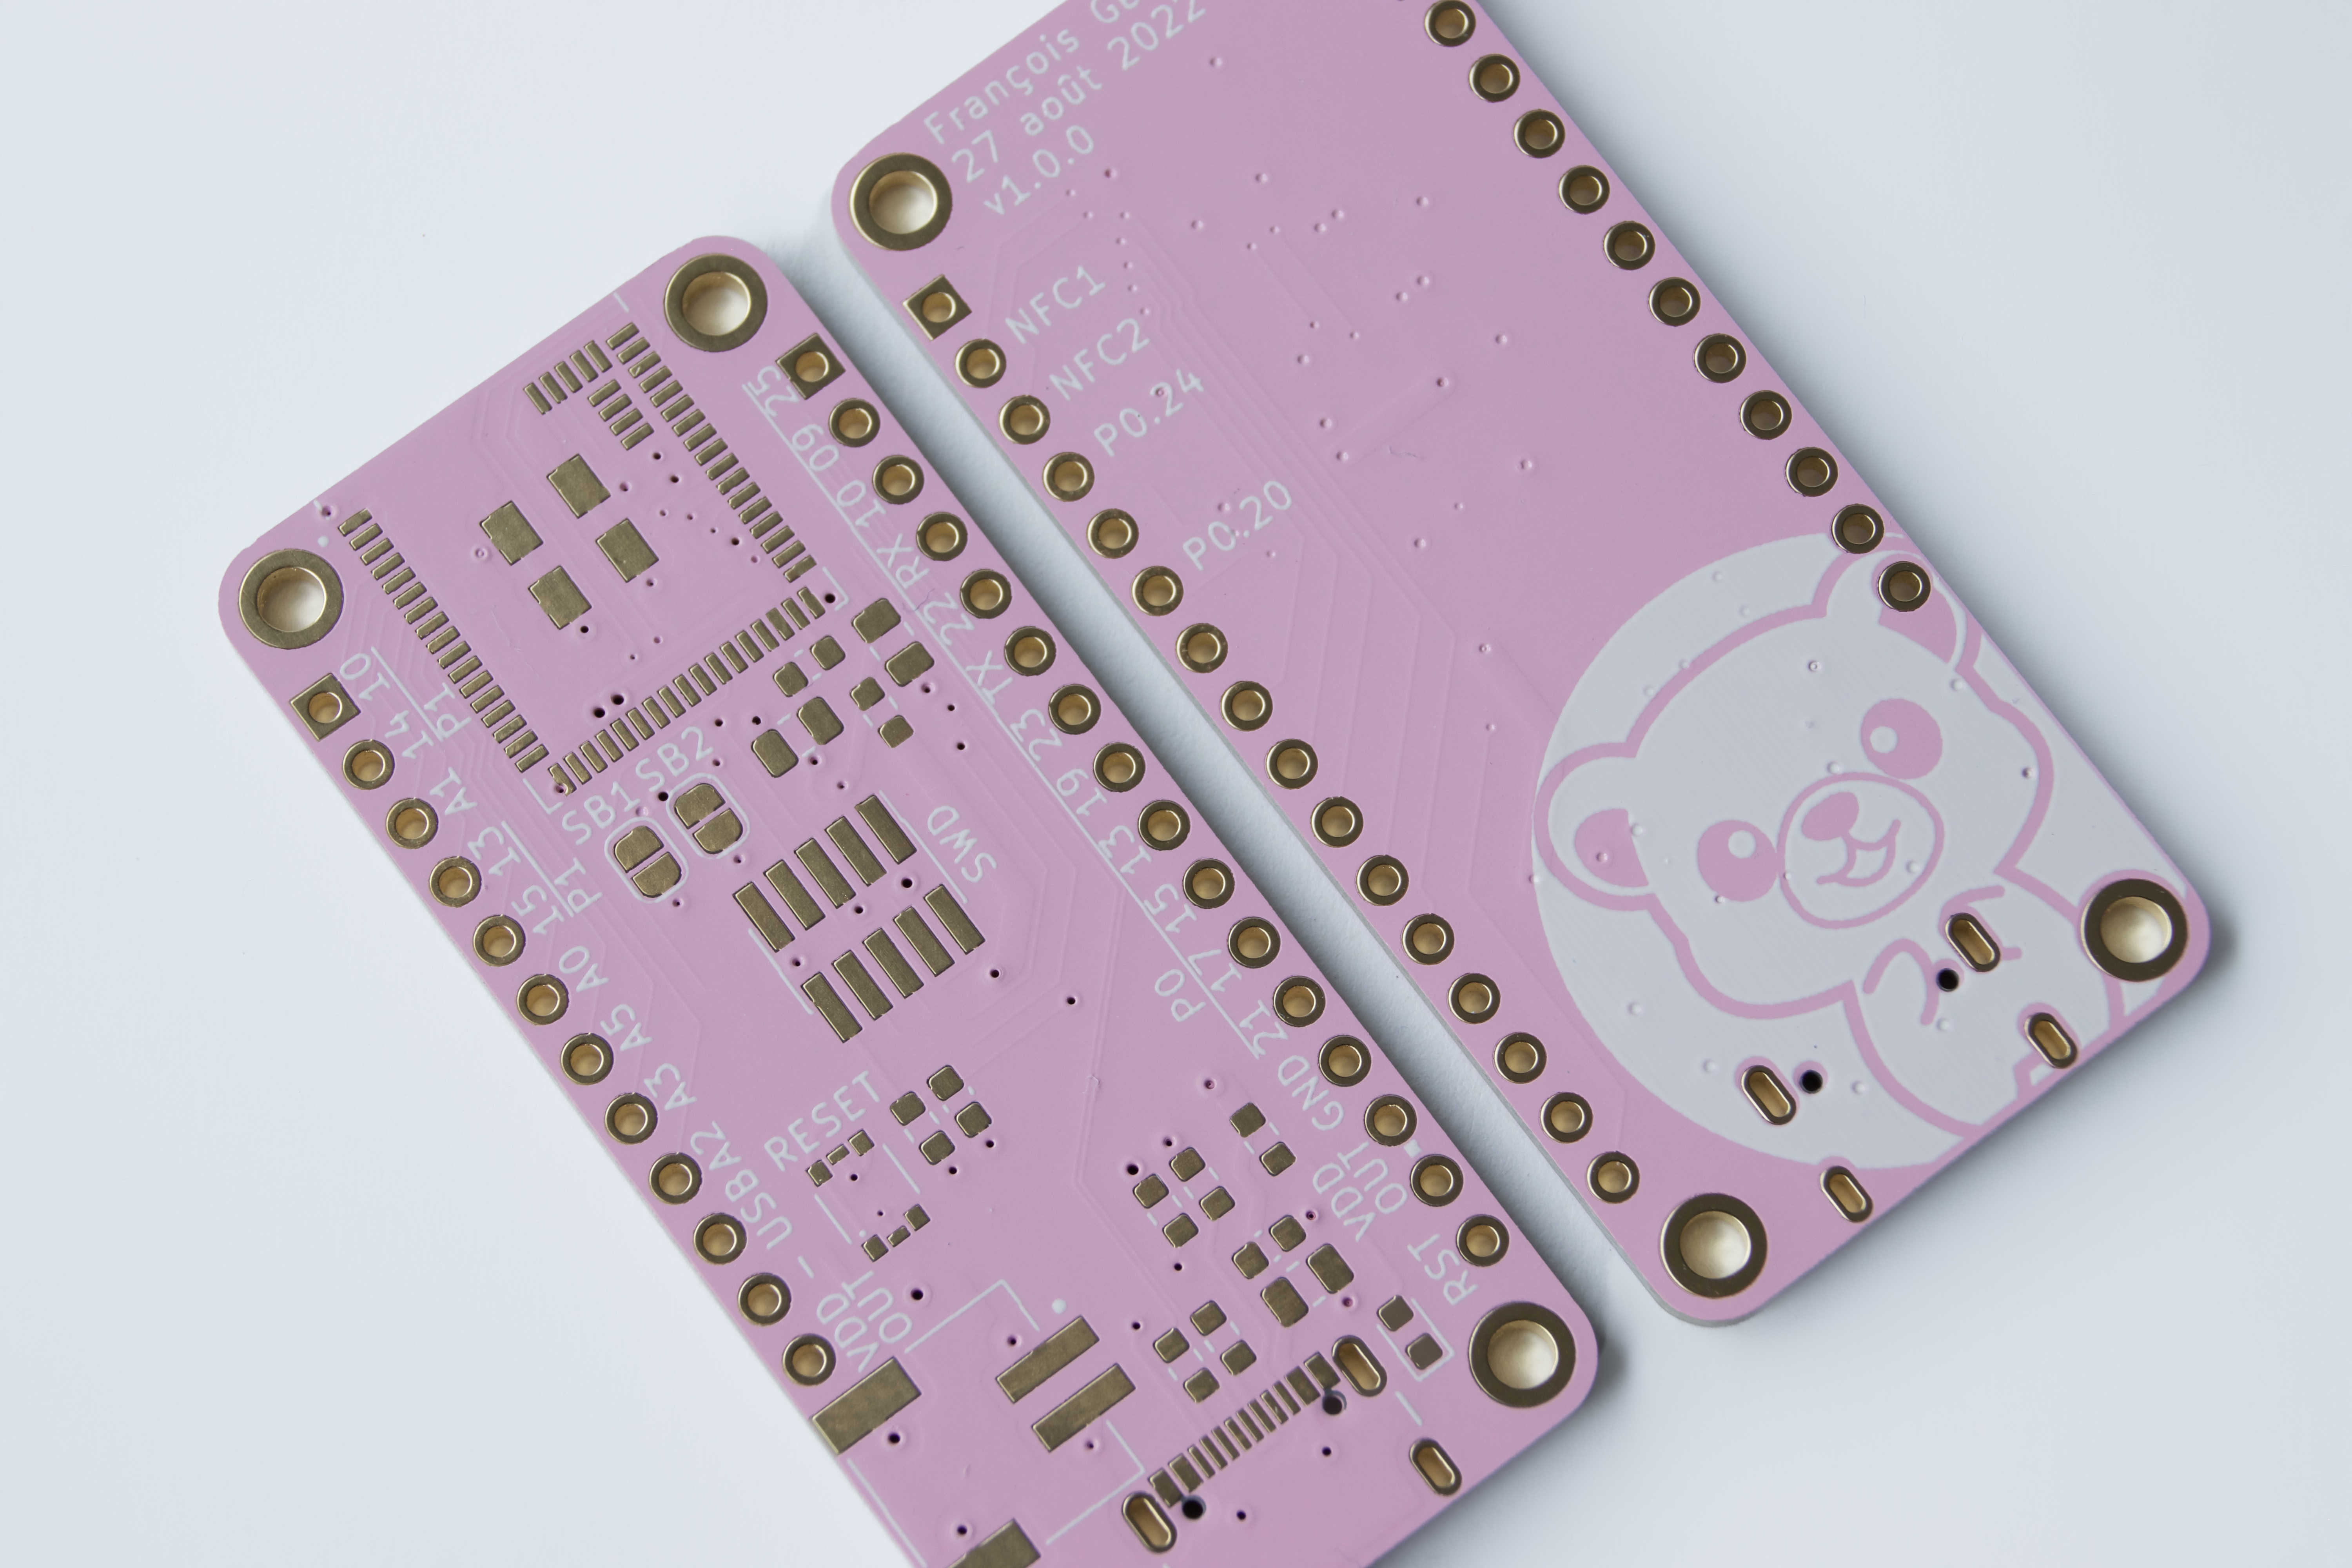 François
27 août 2022
v1.0.0
NFC1
NFC2
P0.24
P0.20
25
09
10
RX
22
TX
23
19
13
15
17
P0
21
GND
VDD
OUT
RST
10
14
P1
A1
13
15
P1
A0
A5
A3
A2
USB
-
VDD
OUT
SB1
SB2
SWD
RESET